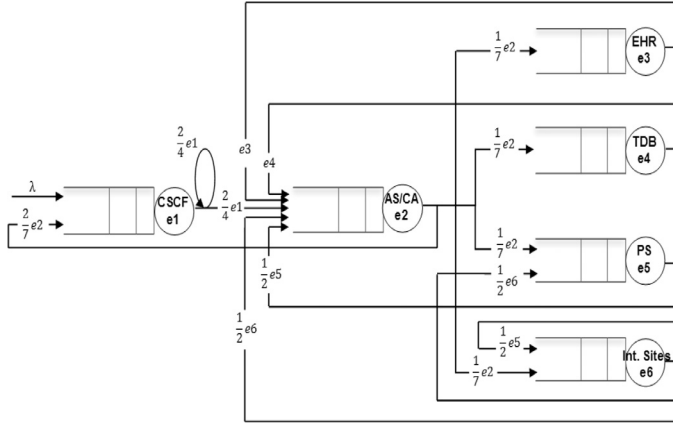 1/7 e2
EHR
e3
2/4 e1
e3
e4
1/7 e2
TDB
e4
λ
CSCF
e1
2/4 e1
AS/CA
e2
2/7 e2
1/7 e2
PS
e5
1/2 e6
1/2 e5
1/2 e6
1/2 e5
Int. Sites
e6
1/7 e2